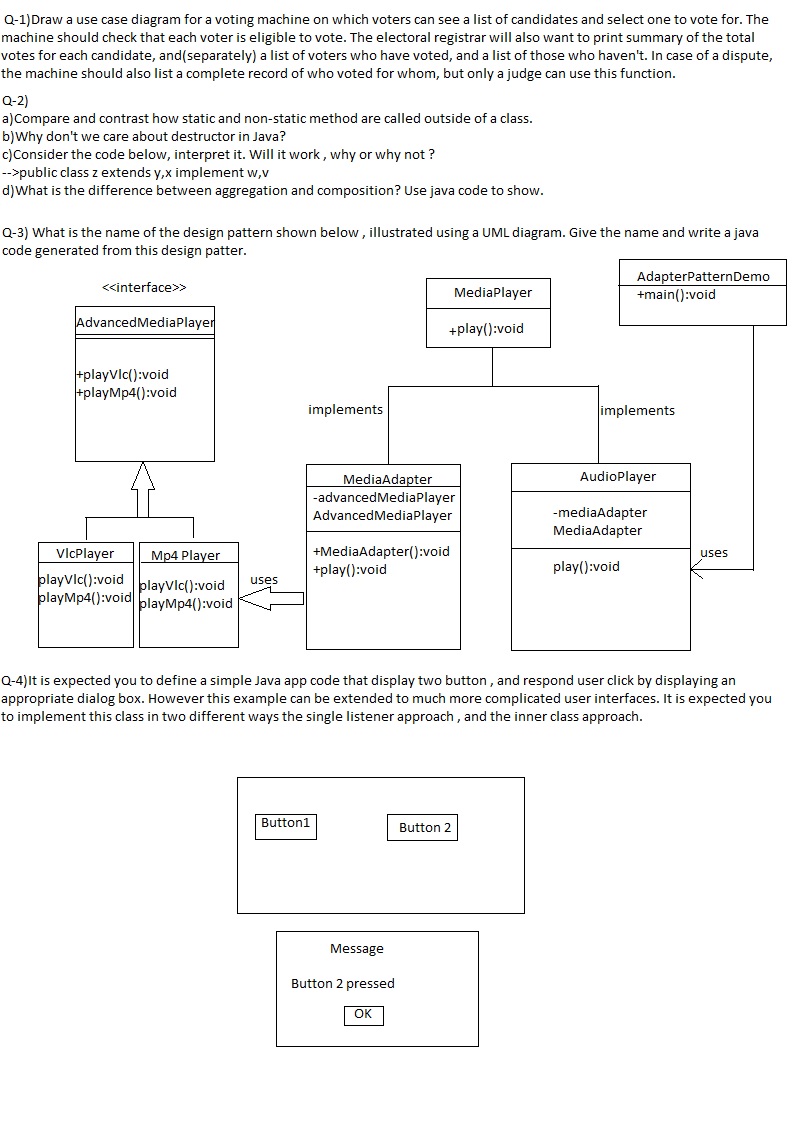 Q-1)Draw a use case diagram for a voting machine on which voters can see a list of candidates and select one to vote for. The
machine should check that each voter is eligible to vote. The electoral registrar will also want to print summary of the total
votes for each candidate, and(separately) a list of voters who have voted, and a list of those who haven't. In case of a dispute,
the machine should also list a complete record of who voted for whom, but only a judge can use this function.
Q-2)
a)Compare and contrast how static and non-static method are called outside of a class.
b)Why don't we care about destructor in Java?
c)Consider the code below, interpret it. Will it work , why or why not ?
-->public class z extends y,x implement w,v
d)What is the difference between aggregation and composition? Use java code to show.
Q-3) What is the name of the design pattern shown below , illustrated using a UML diagram. Give the name and write a java
code generated from this design patter.
<<interface>>
AdvancedMediaPlayer
+playVlc():void
+playMp4():void
MediaPlayer
+play():void
AdapterPatternDemo
+main():void
implements
implements
MediaAdapter
-advancedMediaPlayer
AdvancedMediaPlayer
+MediaAdapter():void
+play():void
AudioPlayer
-mediaAdapter
MediaAdapter
play():void
uses
VlcPlayer
playVlc():void
playMp4():void
Mp4 Player
playVlc():void
playMp4():void
uses
Q-4)It is expected you to define a simple Java app code that display two button , and respond user click by displaying an
appropriate dialog box. However this example can be extended to much more complicated user interfaces. It is expected you
to implement this class in two different ways the single listener approach , and the inner class approach.
Button1
Button 2
Message
Button 2 pressed
OK